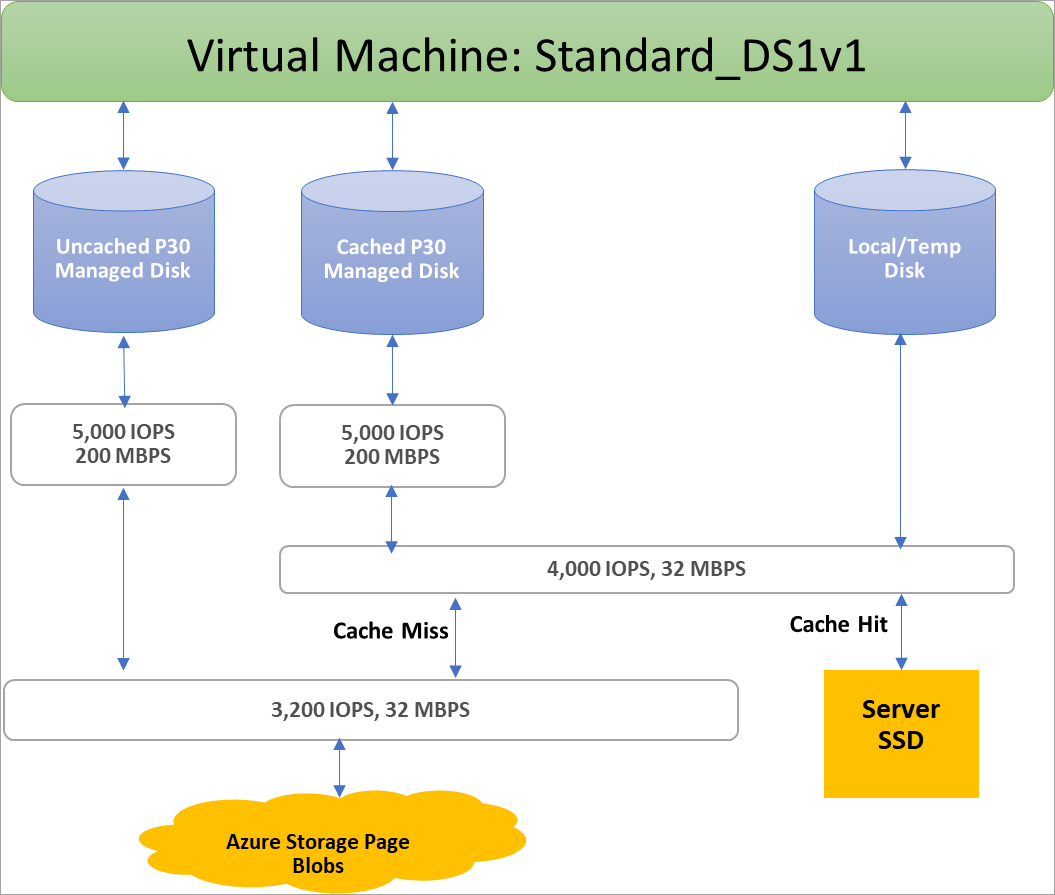 Virtual Machine: Standard_DS1v1
Uncached P30
Managed Disk
Cached P30
Managed Disk
Local/Temp
Disk
5,000 IOPS
200 MBPS
5,000 IOPS
200 MBPS
4,000 IOPS, 32 MBPS
Cache Miss
Cache Hit
3,200 IOPS, 32 MBPS
Server
SSD
Azure Storage Page
Blobs